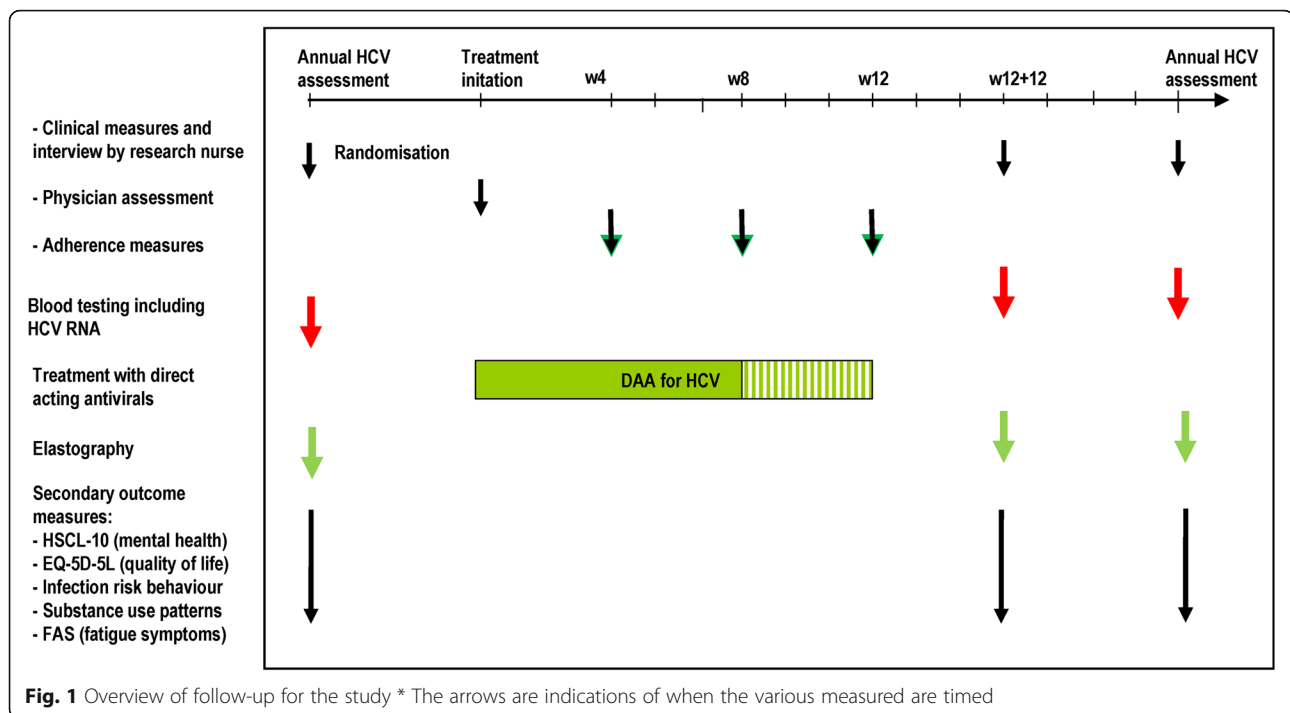 Annual HCV
assessment
Treatment
initation
w4
w8
w12
w12+12
Annual HCV
assessment
- Clinical measures and
interview by research nurse
Randomisation
- Physician assessment
- Adherence measures
Blood testing including
HCV RNA
Treatment with direct
acting antivirals
DAA for HCV
Elastography
Secondary outcome
measures:
- HSCL-10 (mental health)
- EQ-5D-5L (quality of life)
- Infection risk behaviour
- Substance use patterns
- FAS (fatigue symptoms)
Fig. 1 Overview of follow-up for the study * The arrows are indications of when the various measured are timed